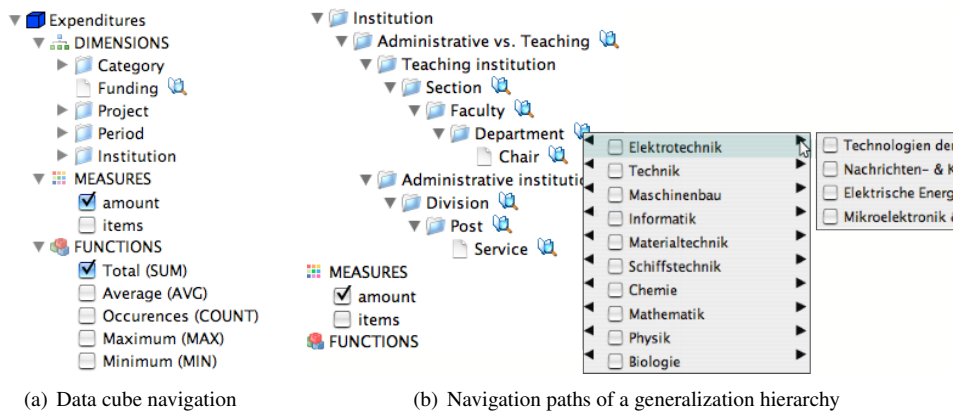 Expenditures
DIMENSIONS
Category
Funding
Project
Period
Institution
MEASURES
amount
items
FUNCTIONS
Total (SUM)
Average (AVG)
Occurences (COUNT)
Maximum (MAX)
Minimum (MIN)
(a) Data cube navigation
Institution
Administrative vs. Teaching
Teaching institution
Section
Faculty
Department
Chair
Administrative institutio
Division
Post
Service
MEASURES
amount
items
FUNCTIONS
Elektrotechnik
Technik
Maschinenbau
Informatik
Materialtechnik
Schiffstechnik
Chemie
Mathematik
Physik
Biologie
Technologien der
Nachrichten- & K
Elektrische Energ
Mikroelektronik &
(b) Navigation paths of a generalization hierarchy